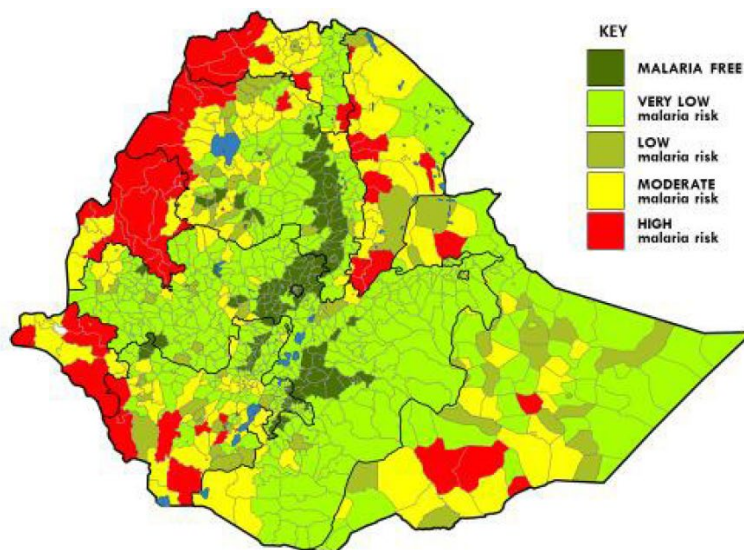 KEY
MALARIA FREE
VERY LOW
malaria risk
LOW
malaria risk
MODERATE
malaria risk
HIGH
malaria risk